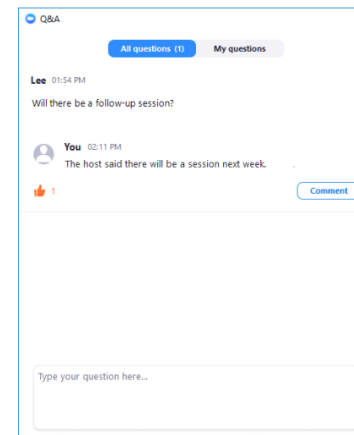 Q&A
All questions (1) My questions
Lee 01:54 PM
Will there be a follow-up session?
You 02:11 PM
The host said there will be a session next week.
1
Comment
Type your question here...